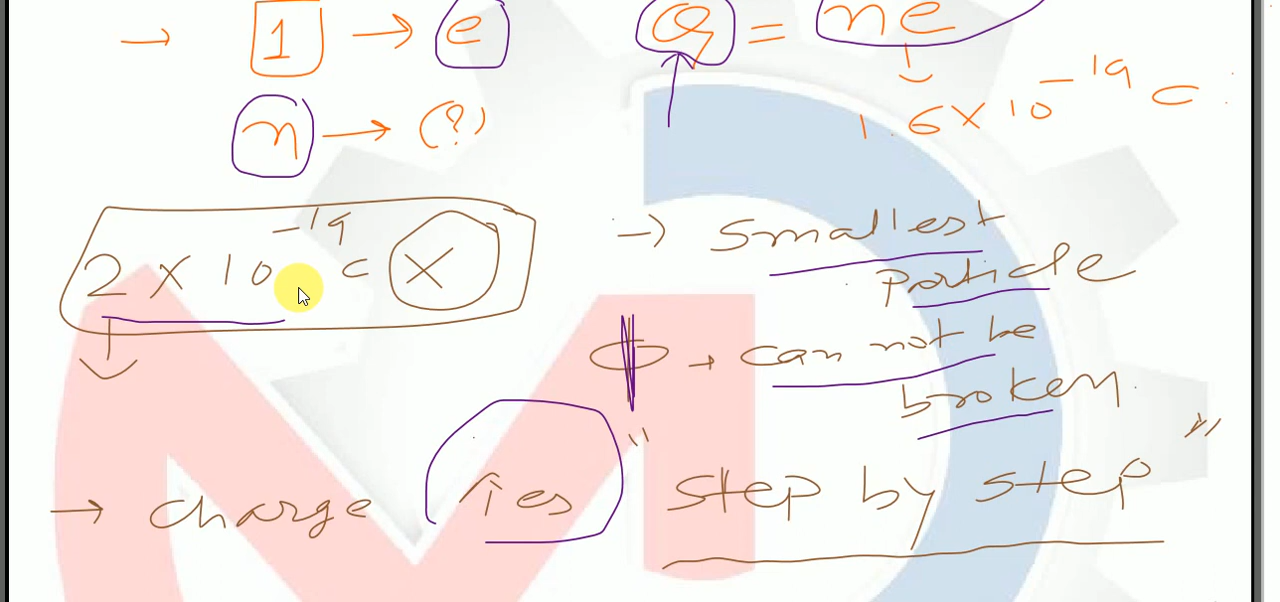 → 1 → e
Q = ne
n → (?)
1.6×10⁻¹⁹ C
2 × 10⁻¹⁹ C ×
→ Smallest
particle
→ can not be
broken.
→ charge ies "step by step"